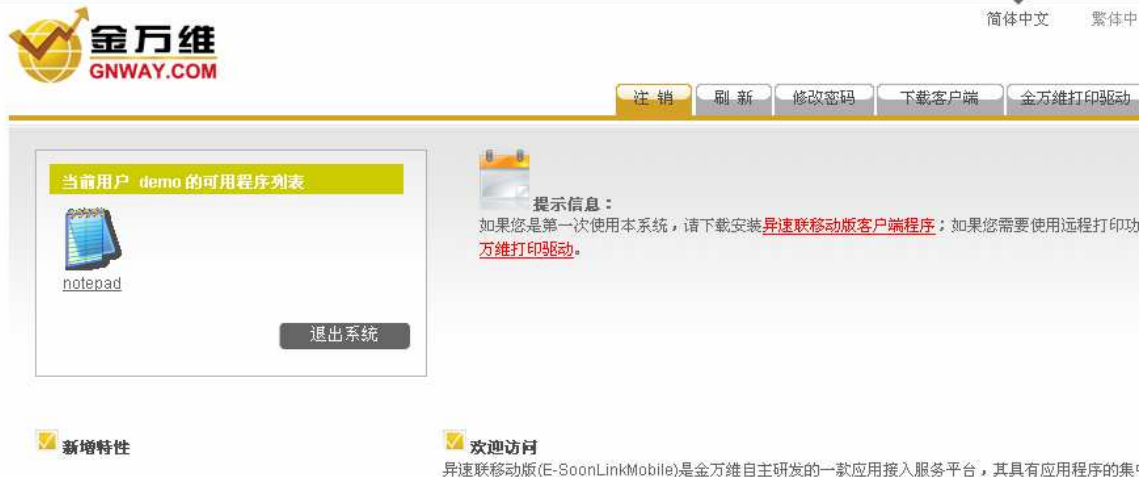 简体中文 繁体中
金万维
GNWAY.COM
注 销 刷 新 修改密码 下载客户端 金万维打印驱动
当前用户 demo 的可用程序列表
notepad
退出系统
提示信息：
如果您是第一次使用本系统，请下载安装异速联移动版客户端程序；如果您需要使用远程打印功
万维打印驱动。
新增特性
欢迎访问
异速联移动版(E-SoonLinkMobile)是金万维自主研发的一款应用接入服务平台，其具有应用程序的集中